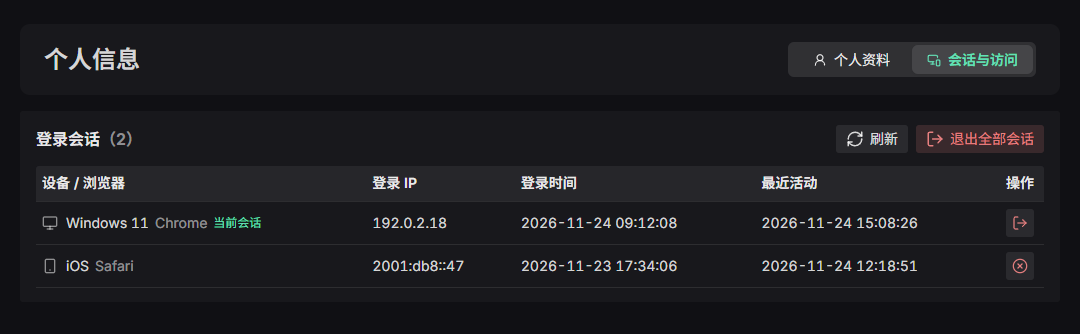 个人信息
个人资料 会话与访问
登录会话（2）
刷新 退出全部会话
设备 / 浏览器 登录 IP 登录时间 最近活动 操作
Windows 11 Chrome 当前会话 192.0.2.18 2026-11-24 09:12:08 2026-11-24 15:08:26
iOS Safari 2001:db8::47 2026-11-23 17:34:06 2026-11-24 12:18:51